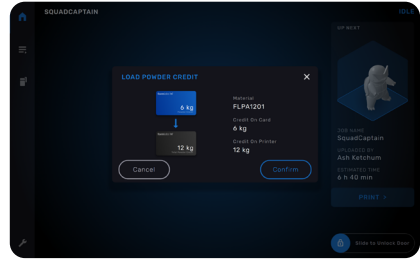 SQUADCAPTAIN
IDLE
UP NEXT
LOAD POWDER CREDIT
6 kg
12 kg
Material
FLPA1201
Credit On Card
6 kg
Credit On Printer
12 kg
Cancel
Confirm
JOB NAME
SquadCaptain
UPLOADED BY
Ash Ketchum
ESTIMATED TIME
6 h 40 min
PRINT >
Slide to Unlock Door